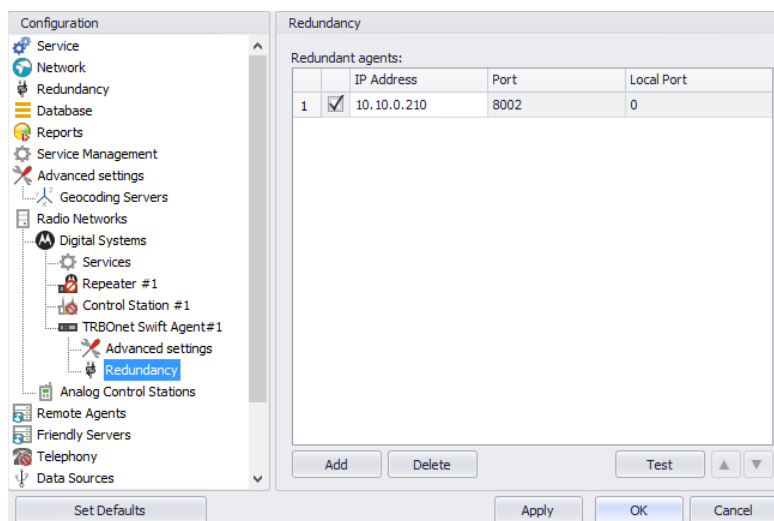 Configuration
Service
Network
Redundancy
Database
Reports
Service Management
Advanced settings
Geocoding Servers
Radio Networks
Digital Systems
Services
Repeater #1
Control Station #1
TRBOnet Swift Agent#1
Advanced settings
Redundancy
Analog Control Stations
Remote Agents
Friendly Servers
Telephony
Data Sources
Set Defaults
Redundancy
Redundant agents:
IP Address Port Local Port
1 10.10.0.210 8002 0
Add Delete Test
Apply OK Cancel